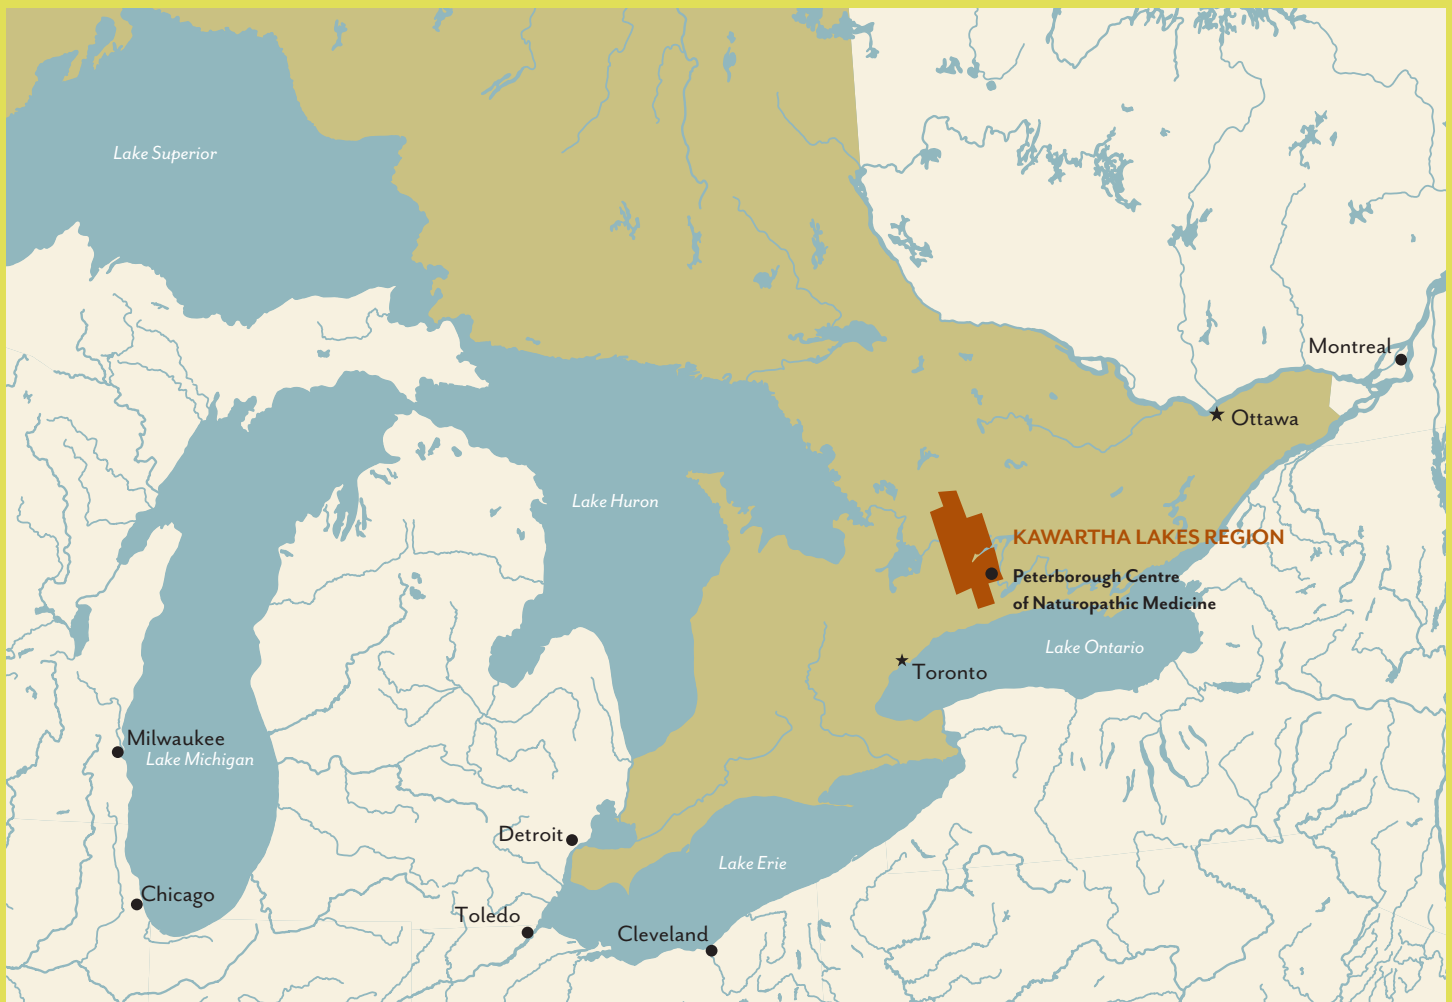 Lake Superior
Montreal
Ottawa
Lake Huron
KAWARTHA LAKES REGION
Peterborough Centre
of Naturopathic Medicine
Lake Ontario
Toronto
Milwaukee
Lake Michigan
Detroit
Lake Erie
Chicago
Toledo
Cleveland